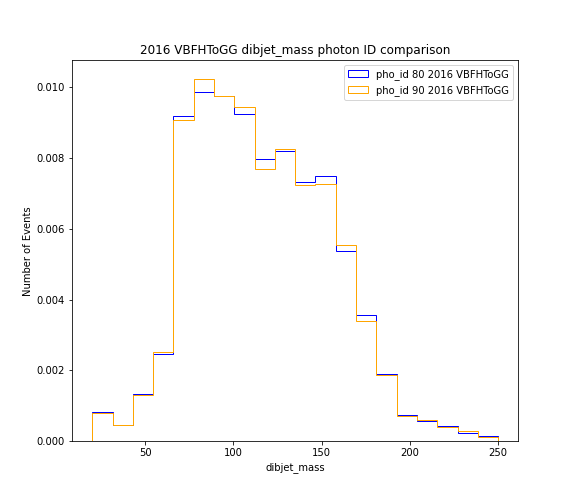 2016 VBFHToGG dibjet_mass photon ID comparison
pho_id 80 2016 VBFHToGG
pho_id 90 2016 VBFHToGG
Number of Events
0.010
0.008
0.006
0.004
0.002
0.000
50
100
150
200
250
dibjet_mass